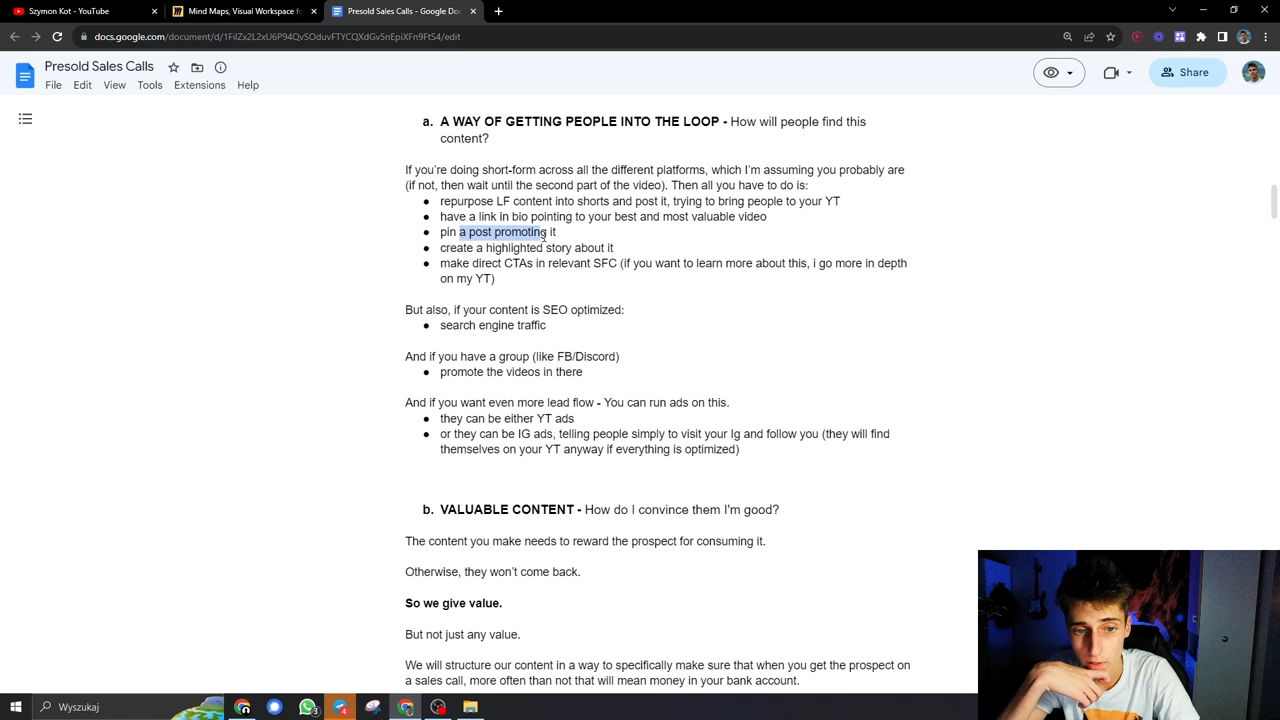 Szymon Kot - YouTube
Mind Maps, Visual Workspace fo
Presold Sales Calls - Google Doc
docs.google.com/document/d/1FilZx2L2xU6P94QvSOduvFTYCQXdGv5nEpiXFn9FtS4/edit
Presold Sales Calls
File Edit View Tools Extensions Help
Share
a. A WAY OF GETTING PEOPLE INTO THE LOOP - How will people find this
content?
If you're doing short-form across all the different platforms, which I'm assuming you probably are
(if not, then wait until the second part of the video). Then all you have to do is:
● repurpose LF content into shorts and post it, trying to bring people to your YT
● have a link in bio pointing to your best and most valuable video
● pin a post promoting it
● create a highlighted story about it
● make direct CTAs in relevant SFC (if you want to learn more about this, i go more in depth
on my YT)
But also, if your content is SEO optimized:
● search engine traffic
And if you have a group (like FB/Discord)
● promote the videos in there
And if you want even more lead flow - You can run ads on this.
● they can be either YT ads
● or they can be IG ads, telling people simply to visit your Ig and follow you (they will find
themselves on your YT anyway if everything is optimized)
b. VALUABLE CONTENT - How do I convince them I'm good?
The content you make needs to reward the prospect for consuming it.
Otherwise, they won't come back.
So we give value.
But not just any value.
We will structure our content in a way to specifically make sure that when you get the prospect on
a sales call, more often than not that will mean money in your bank account.
Wyszukaj
3
4